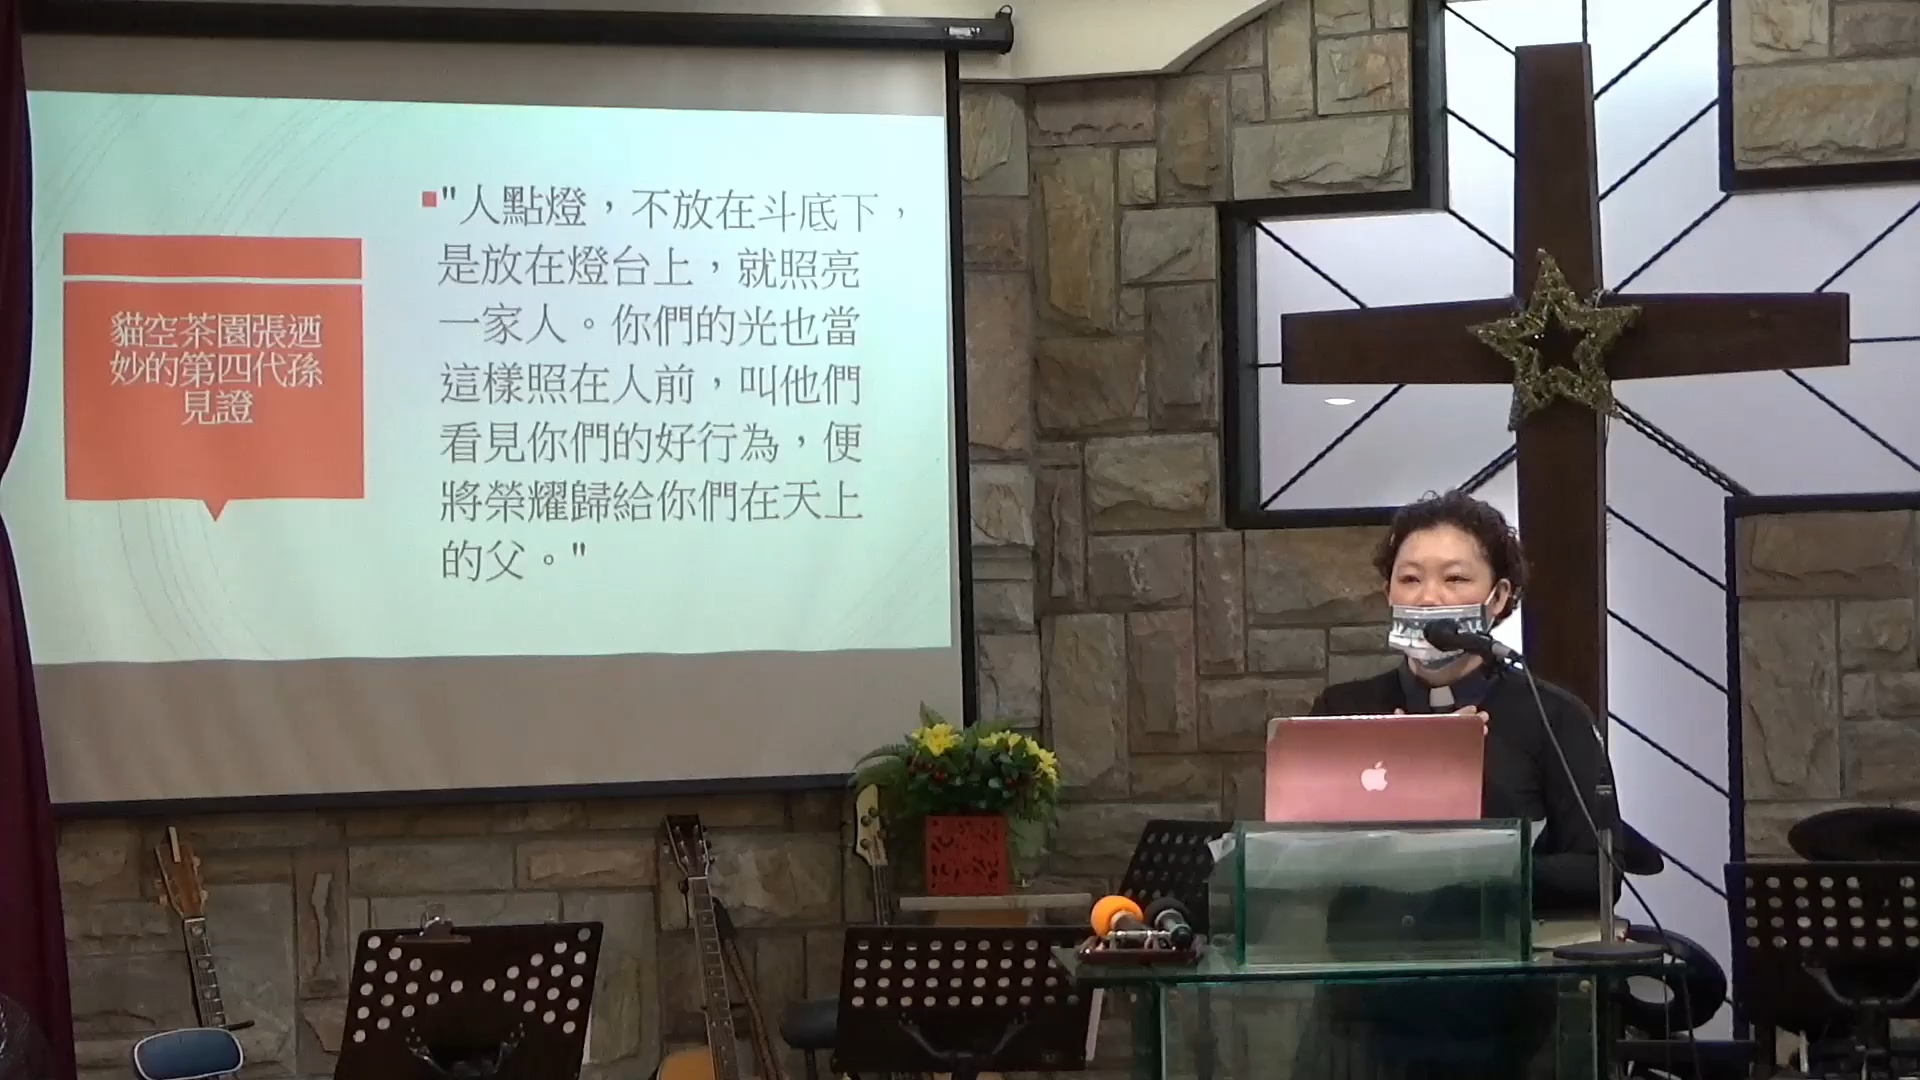 貓空茶園張迺
妙的第四代孫
見證
"人點燈，不放在斗底下，
是放在燈台上，就照亮
一家人。你們的光也當
這樣照在人前，叫他們
看見你們的好行為，便
將榮耀歸給你們在天上
的父。"